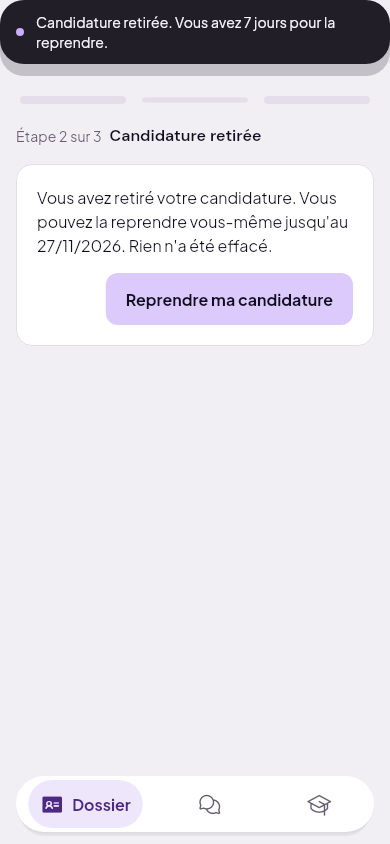 Candidature retirée. Vous avez 7 jours pour la
reprendre.
Étape 2 sur 3 Candidature retirée
Vous avez retiré votre candidature. Vous
pouvez la reprendre vous-même jusqu'au
27/11/2026. Rien n'a été effacé.
Reprendre ma candidature
Dossier